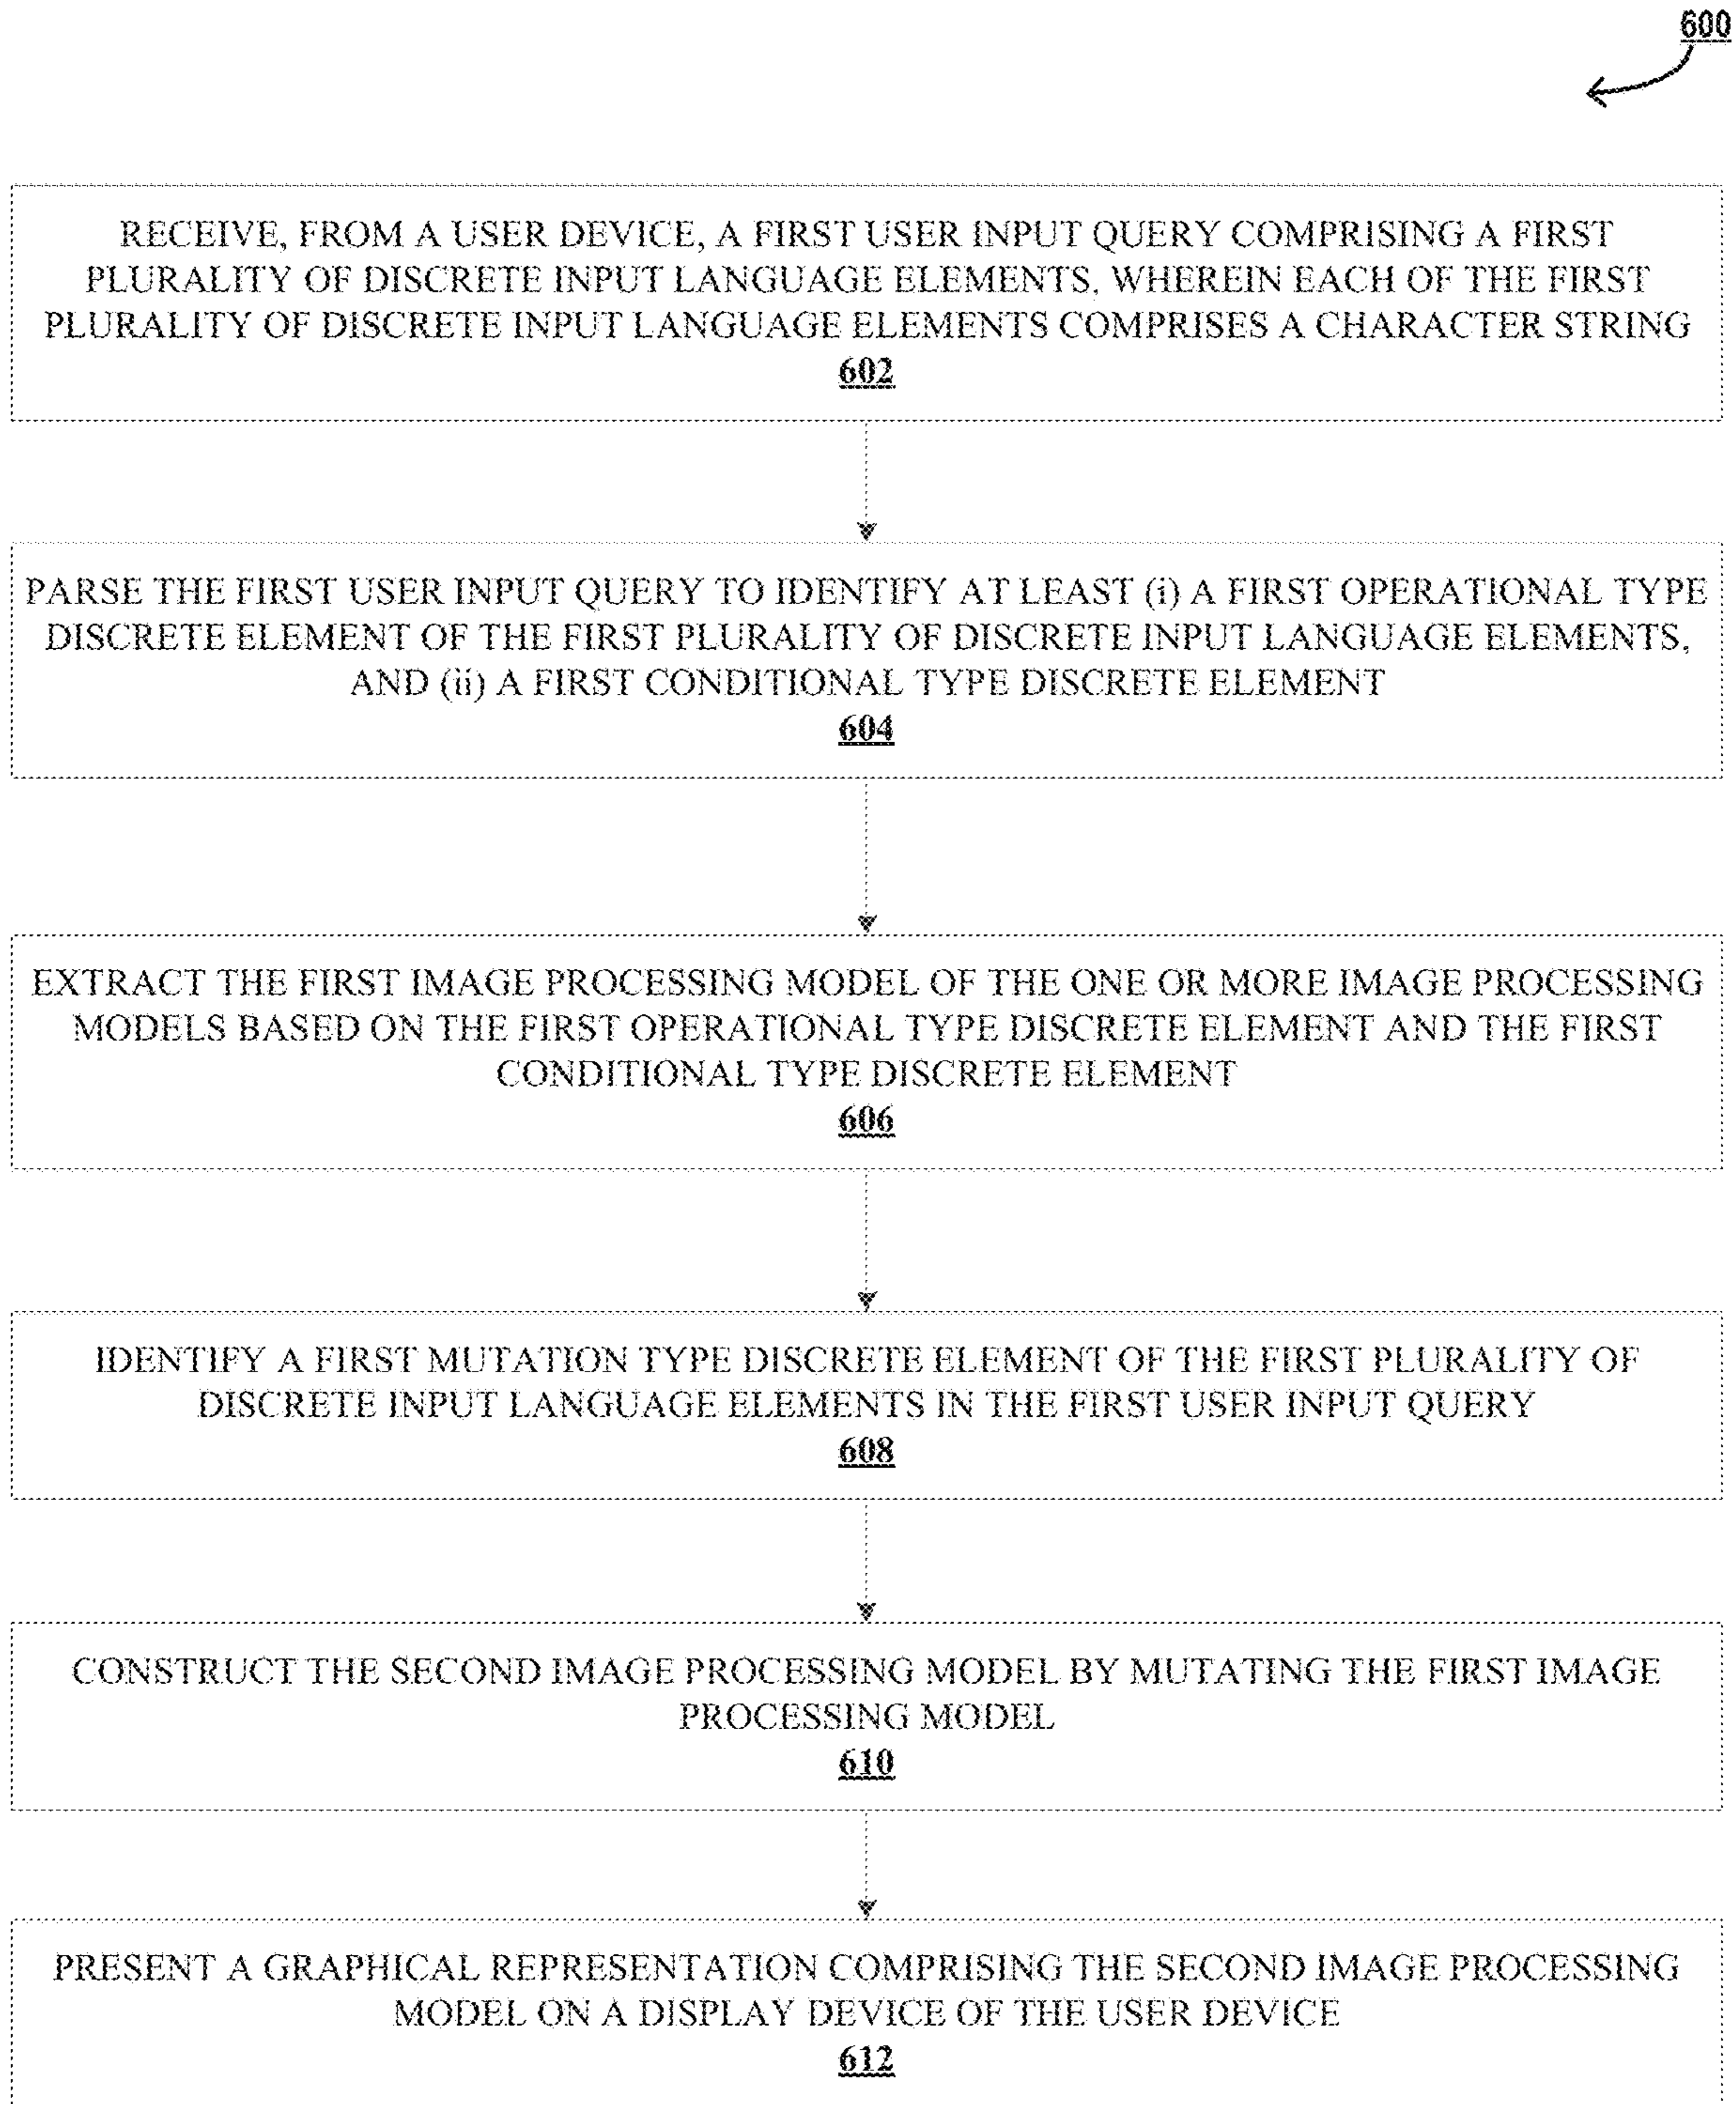 600
RECEIVE, FROM A USER DEVICE, A FIRST USER INPUT QUERY COMPRISING A FIRST
PLURALITY OF DISCRETE INPUT LANGUAGE ELEMENTS, WHEREIN EACH OF THE FIRST
PLURALITY OF DISCRETE INPUT LANGUAGE ELEMENTS COMPRISES A CHARACTER STRING
602
PARSE THE FIRST USER INPUT QUERY TO IDENTIFY AT LEAST (i) A FIRST OPERATIONAL TYPE
DISCRETE ELEMENT OF THE FIRST PLURALITY OF DISCRETE INPUT LANGUAGE ELEMENTS,
AND (ii) A FIRST CONDITIONAL TYPE DISCRETE ELEMENT
604
EXTRACT THE FIRST IMAGE PROCESSING MODEL OF THE ONE OR MORE IMAGE PROCESSING
MODELS BASED ON THE FIRST OPERATIONAL TYPE DISCRETE ELEMENT AND THE FIRST
CONDITIONAL TYPE DISCRETE ELEMENT
606
IDENTIFY A FIRST MUTATION TYPE DISCRETE ELEMENT OF THE FIRST PLURALITY OF
DISCRETE INPUT LANGUAGE ELEMENTS IN THE FIRST USER INPUT QUERY
608
CONSTRUCT THE SECOND IMAGE PROCESSING MODEL BY MUTATING THE FIRST IMAGE
PROCESSING MODEL
610
PRESENT A GRAPHICAL REPRESENTATION COMPRISING THE SECOND IMAGE PROCESSING
MODEL ON A DISPLAY DEVICE OF THE USER DEVICE
612